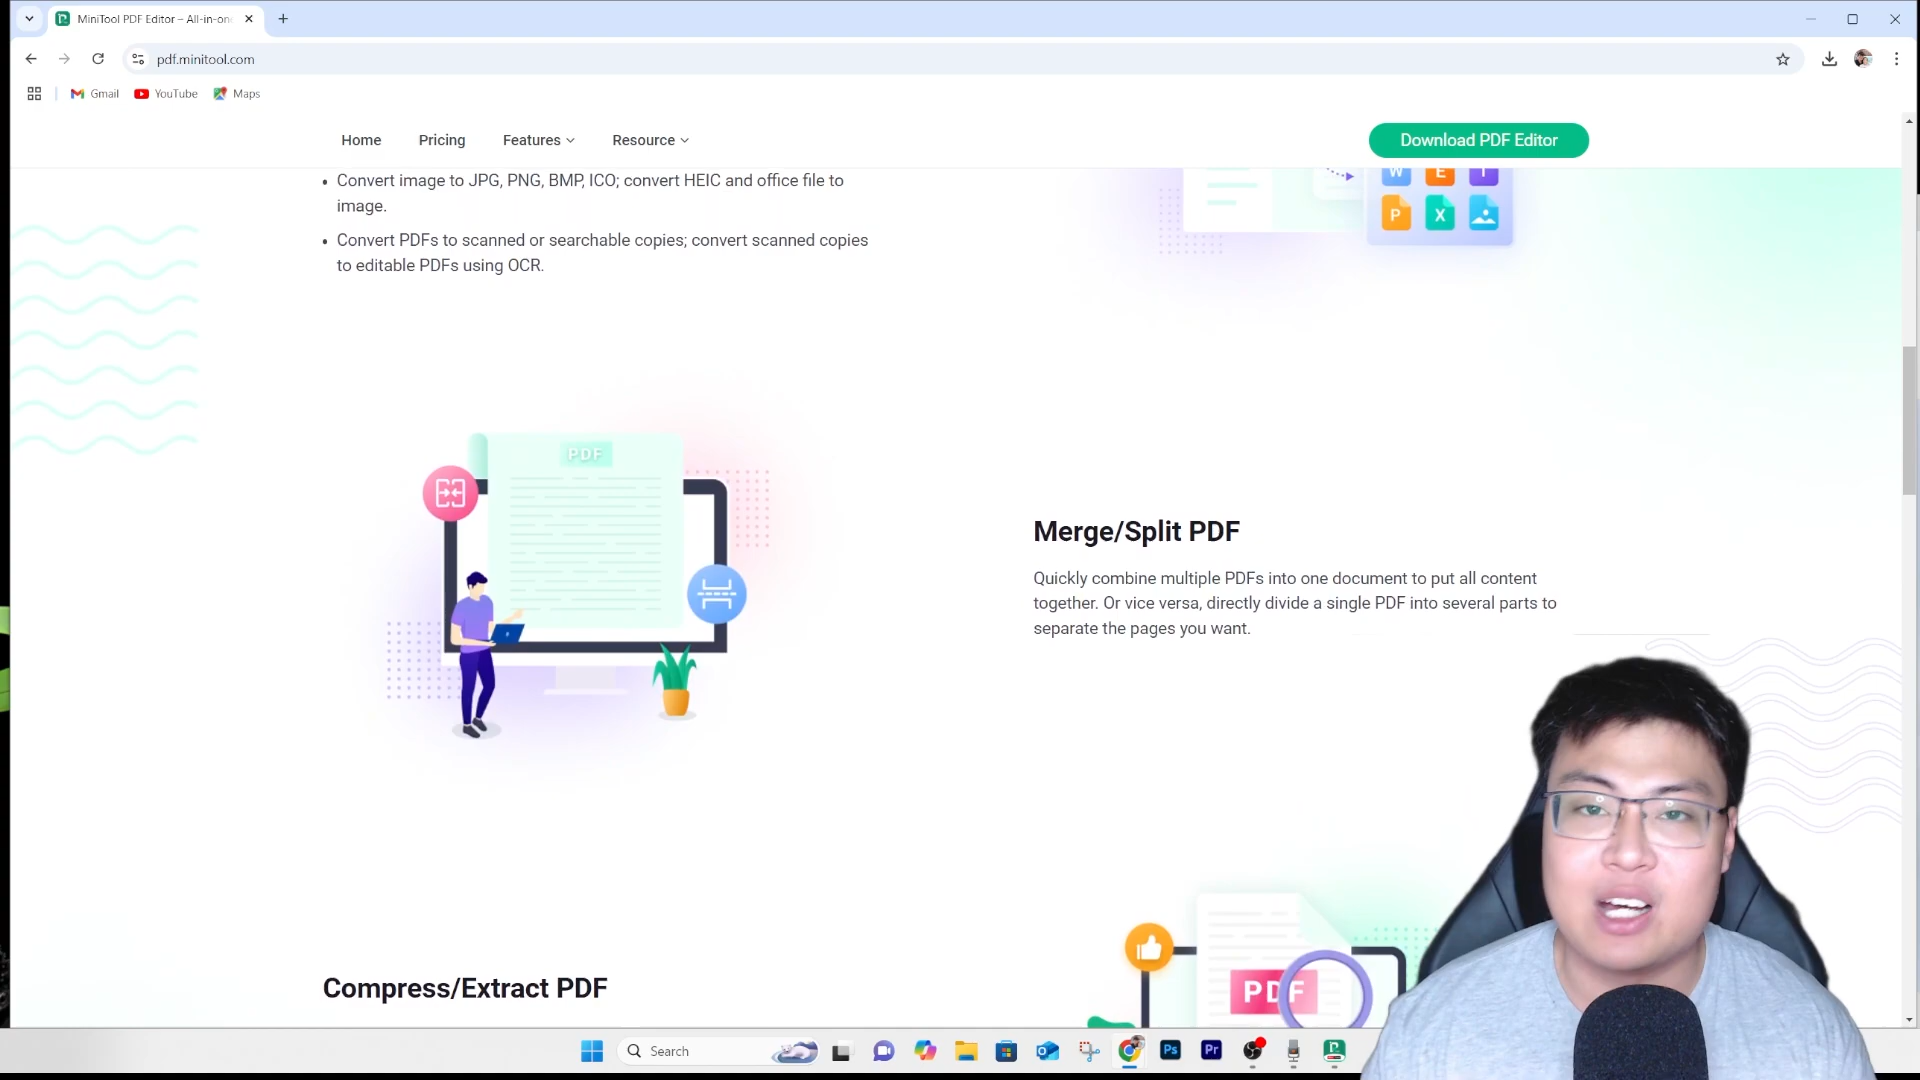 MiniTool PDF Editor – All-in-on
pdf.minitool.com
Gmail YouTube Maps
Home Pricing Features Resource Download PDF Editor
• Convert image to JPG, PNG, BMP, ICO; convert HEIC and office file to
image.
• Convert PDFs to scanned or searchable copies; convert scanned copies
to editable PDFs using OCR.
W E T
P X
PDF
Merge/Split PDF
Quickly combine multiple PDFs into one document to put all content
together. Or vice versa, directly divide a single PDF into several parts to
separate the pages you want.
Compress/Extract PDF
PDF
Search
Ps Pr